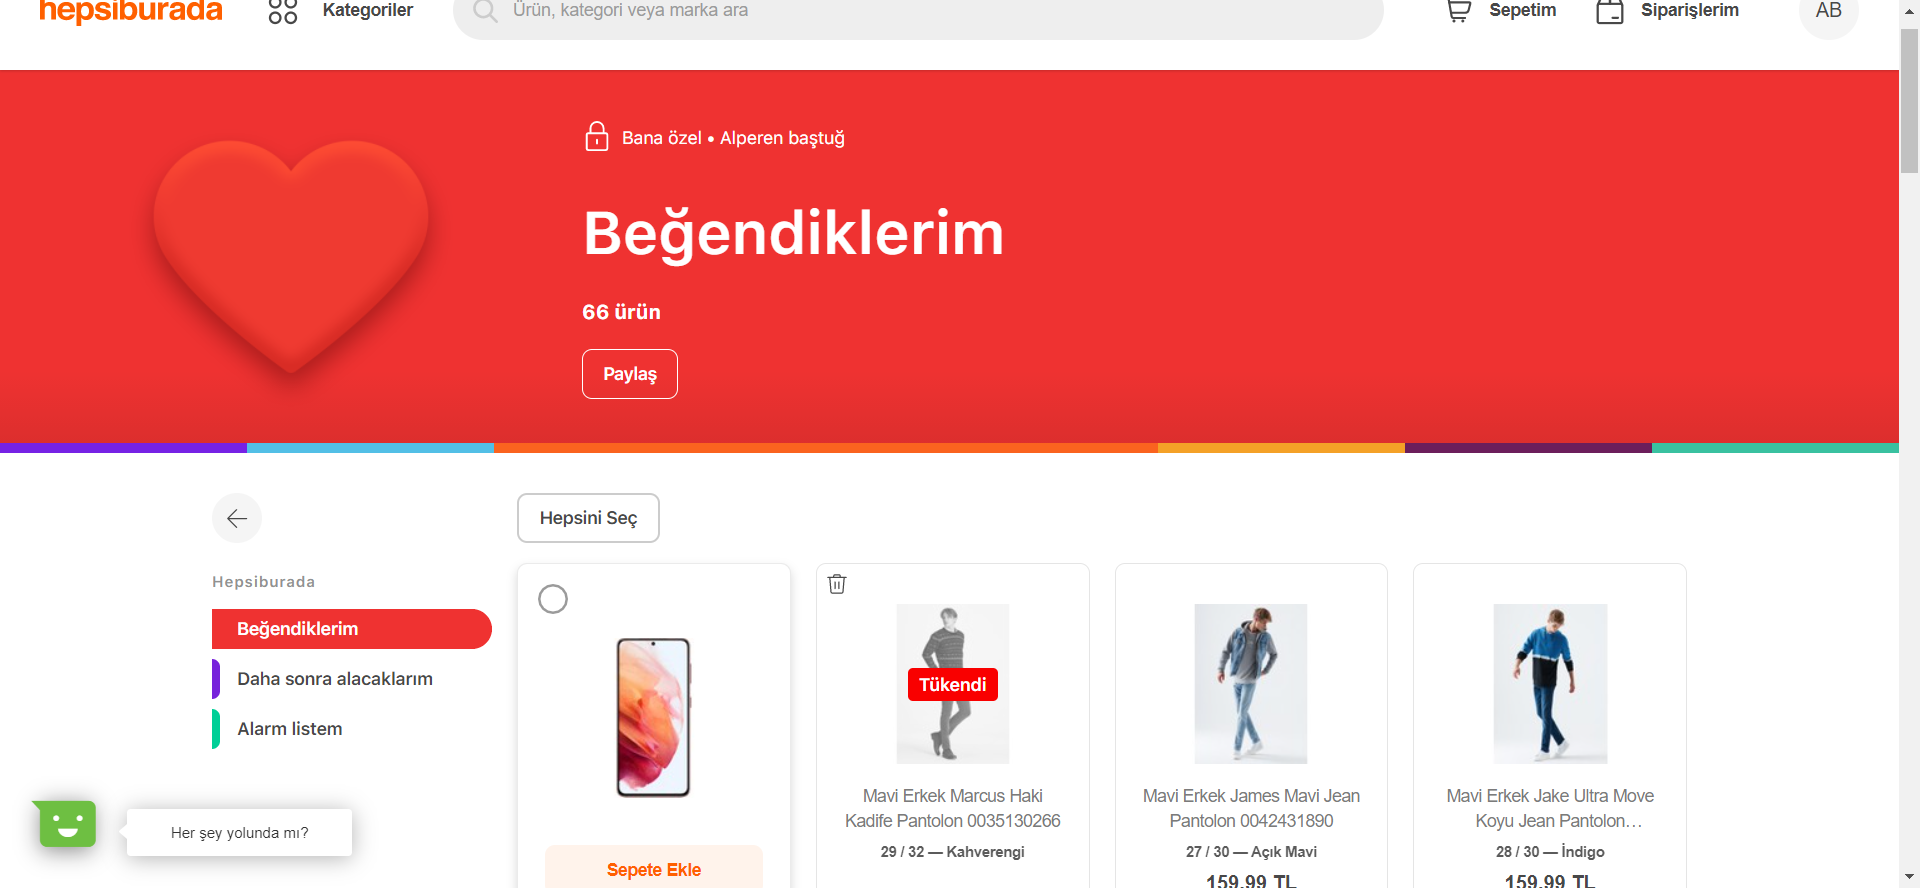 hepsiburada
Kategoriler
Ürün, kategori veya marka ara
Sepetim
Siparişlerim
AB
Bana özel • Alperen baştuğ
Beğendiklerim
66 ürün
Paylaş
Hepsini Seç
Hepsiburada
Beğendiklerim
Daha sonra alacaklarım
Alarm listem
Her şey yolunda mı?
Sepete Ekle
Tükendi
Mavi Erkek Marcus Haki
Kadife Pantolon 0035130266
29 / 32 — Kahverengi
Mavi Erkek James Mavi Jean
Pantolon 0042431890
27 / 30 — Açık Mavi
159,99 TL
Mavi Erkek Jake Ultra Move
Koyu Jean Pantolon…
28 / 30 — İndigo
159,99 TL